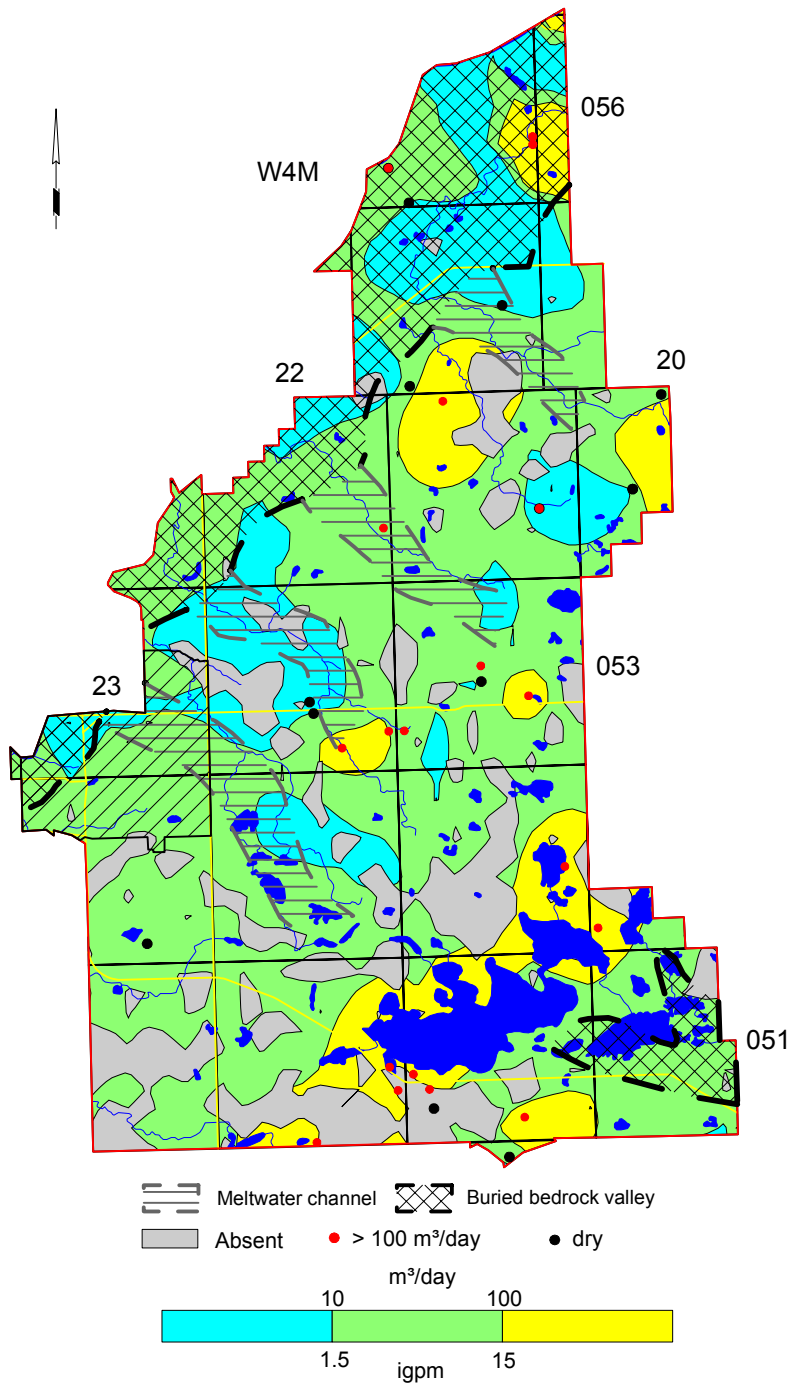 056
W4M
20
22
053
23
051
Meltwater channel Buried bedrock valley
Absent > 100 m³/day dry
m³/day
10 100
1.5 igpm 15